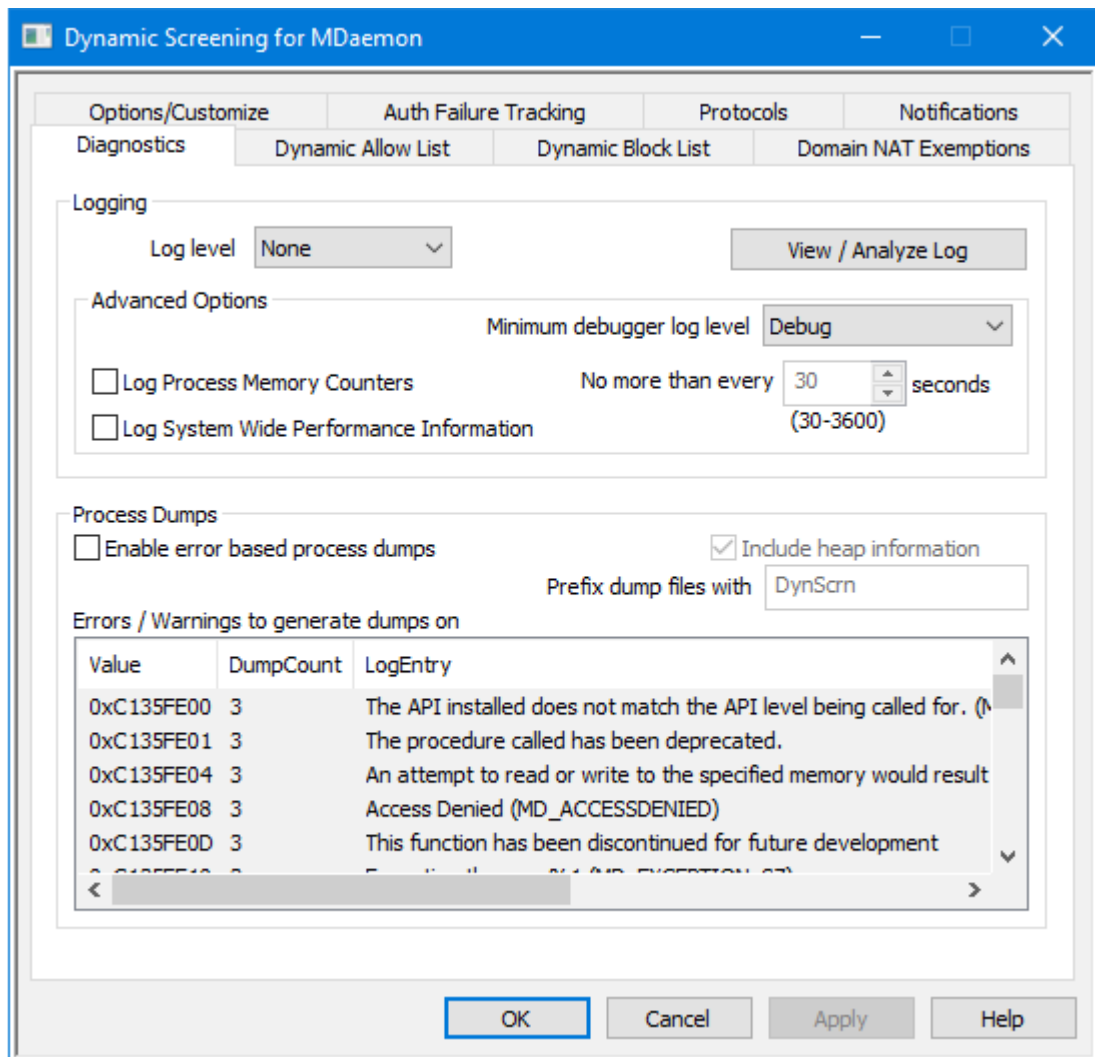 Dynamic Screening for MDaemon
Options/Customize Auth Failure Tracking Protocols Notifications
Diagnostics Dynamic Allow List Dynamic Block List Domain NAT Exemptions
Logging
Log level None View / Analyze Log
Advanced Options
Minimum debugger log level Debug
Log Process Memory Counters No more than every 30 seconds
Log System Wide Performance Information (30-3600)
Process Dumps
Enable error based process dumps Include heap information
Prefix dump files with DynScrn
Errors / Warnings to generate dumps on
Value DumpCount LogEntry
0xC135FE00 3 The API installed does not match the API level being called for.
0xC135FE01 3 The procedure called has been deprecated.
0xC135FE04 3 An attempt to read or write to the specified memory would result
0xC135FE08 3 Access Denied (MD_ACCESSDENIED)
0xC135FE0D 3 This function has been discontinued for future development
OK Cancel Apply Help